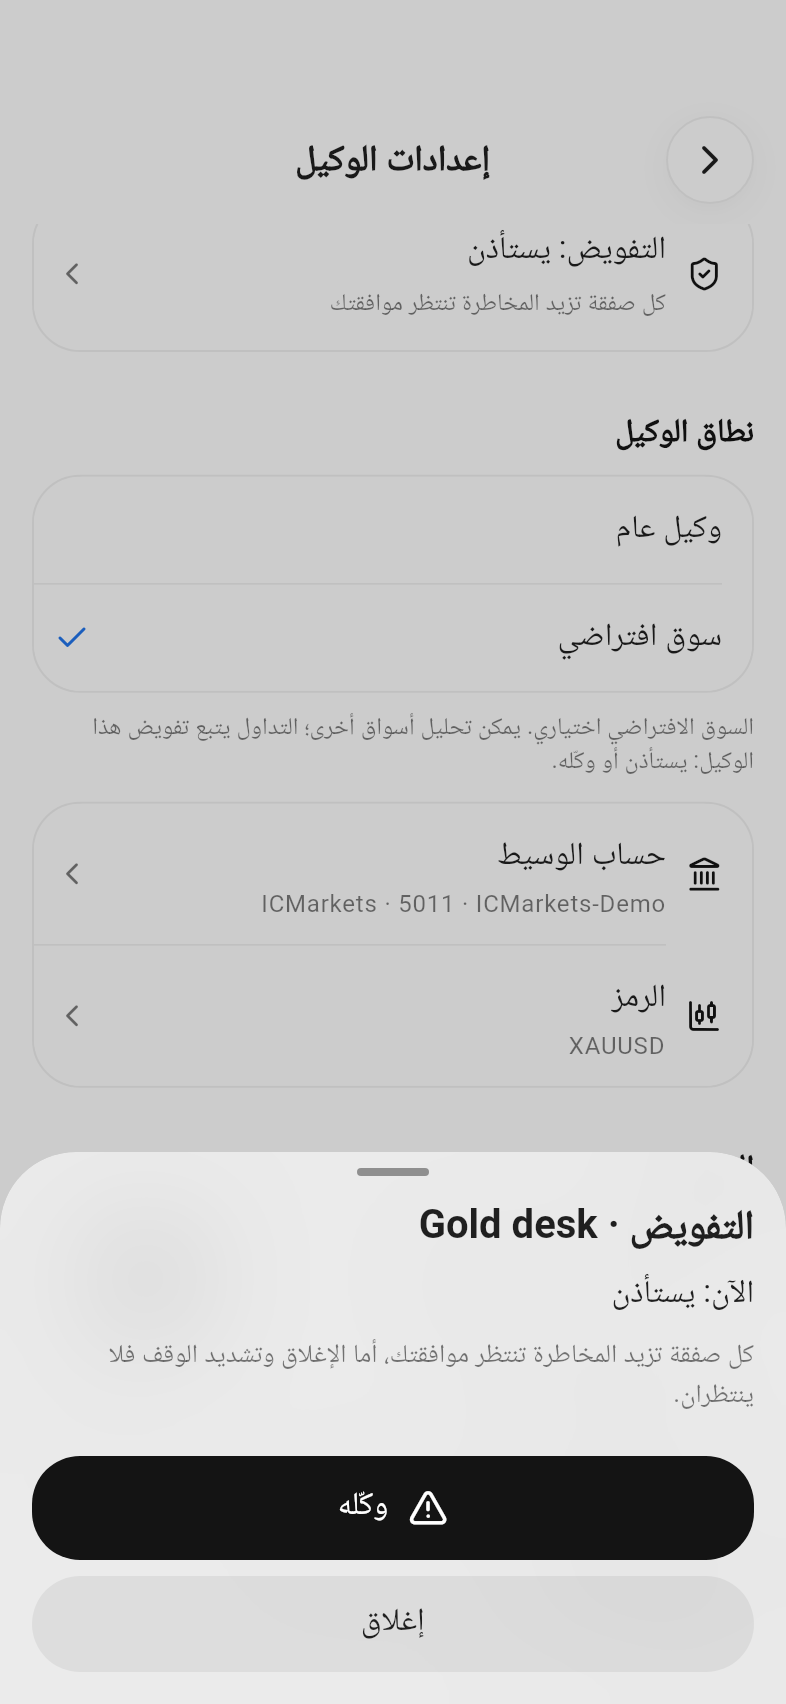 إعدادات الوكيل
التفويض: يستأذن
كل صفقة تزيد المخاطرة تنتظر موافقتك
نطاق الوكيل
وكيل عام
سوق افتراضي
السوق الافتراضي اختياري. يمكن تحليل أسواق أخرى؛ التداول يتبع تفويض هذا
الوكيل: يستأذن أو وكّله.
حساب الوسيط
ICMarkets · 5011 · ICMarkets-Demo
الرمز
XAUUSD
التفويض · Gold desk
الآن: يستأذن
كل صفقة تزيد المخاطرة تنتظر موافقتك، أما الإغلاق وتشديد الوقف فلا
ينتظران.
وكّله
إغلاق